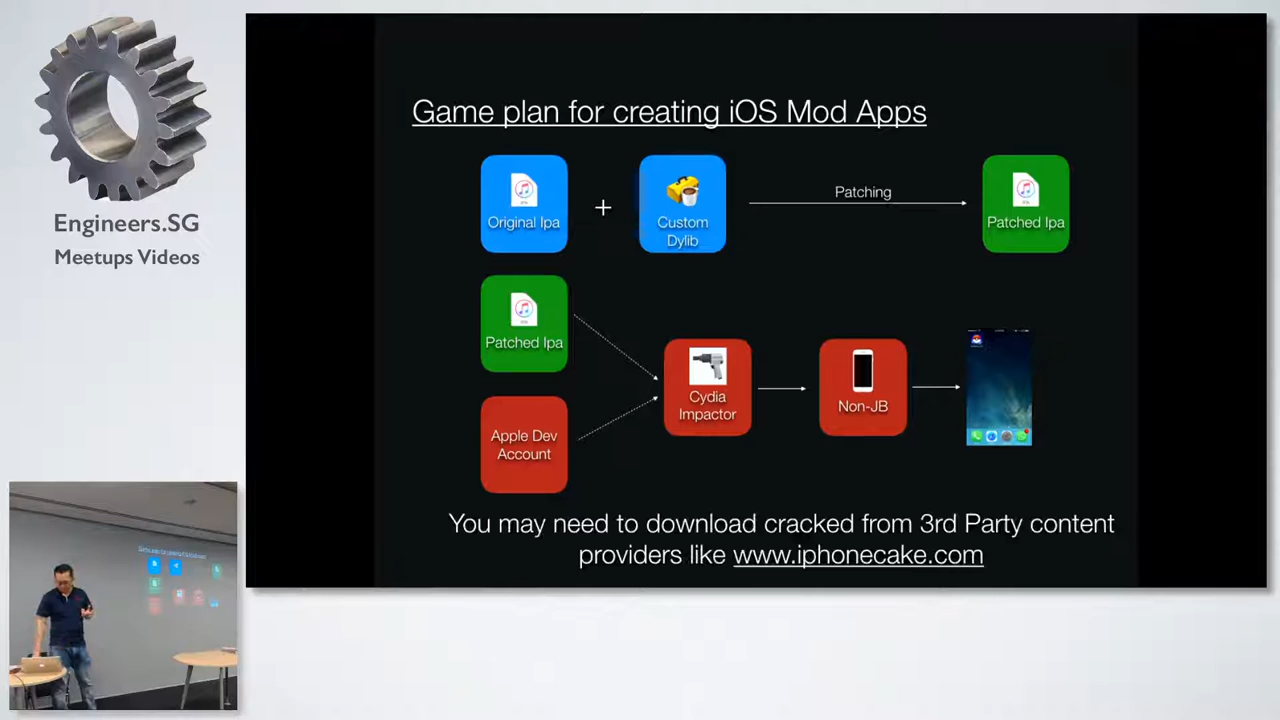 Engineers.SG
Meetups Videos
Game plan for creating iOS Mod Apps
Original Ipa
+
Custom
Dylib
Patching
Patched Ipa
Patched Ipa
Apple Dev
Account
Cydia
Impactor
Non-JB
You may need to download cracked from 3rd Party content
providers like www.iphonecake.com